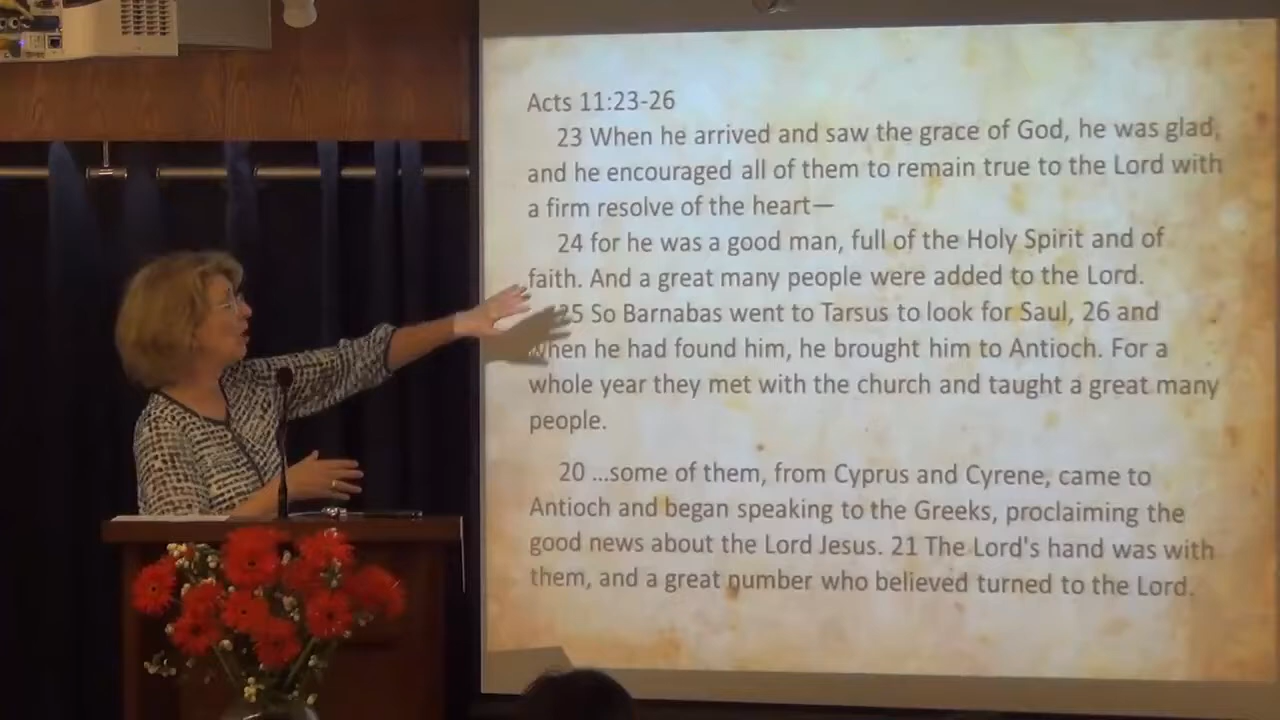 Acts 11:23-26
23 When he arrived and saw the grace of God, he was glad,
and he encouraged all of them to remain true to the Lord with
a firm resolve of the heart—
24 for he was a good man, full of the Holy Spirit and of
faith. And a great many people were added to the Lord.
25 So Barnabas went to Tarsus to look for Saul, 26 and
when he had found him, he brought him to Antioch. For a
whole year they met with the church and taught a great many
people.
20 ...some of them, from Cyprus and Cyrene, came to
Antioch and began speaking to the Greeks, proclaiming the
good news about the Lord Jesus. 21 The Lord's hand was with
them, and a great number who believed turned to the Lord.